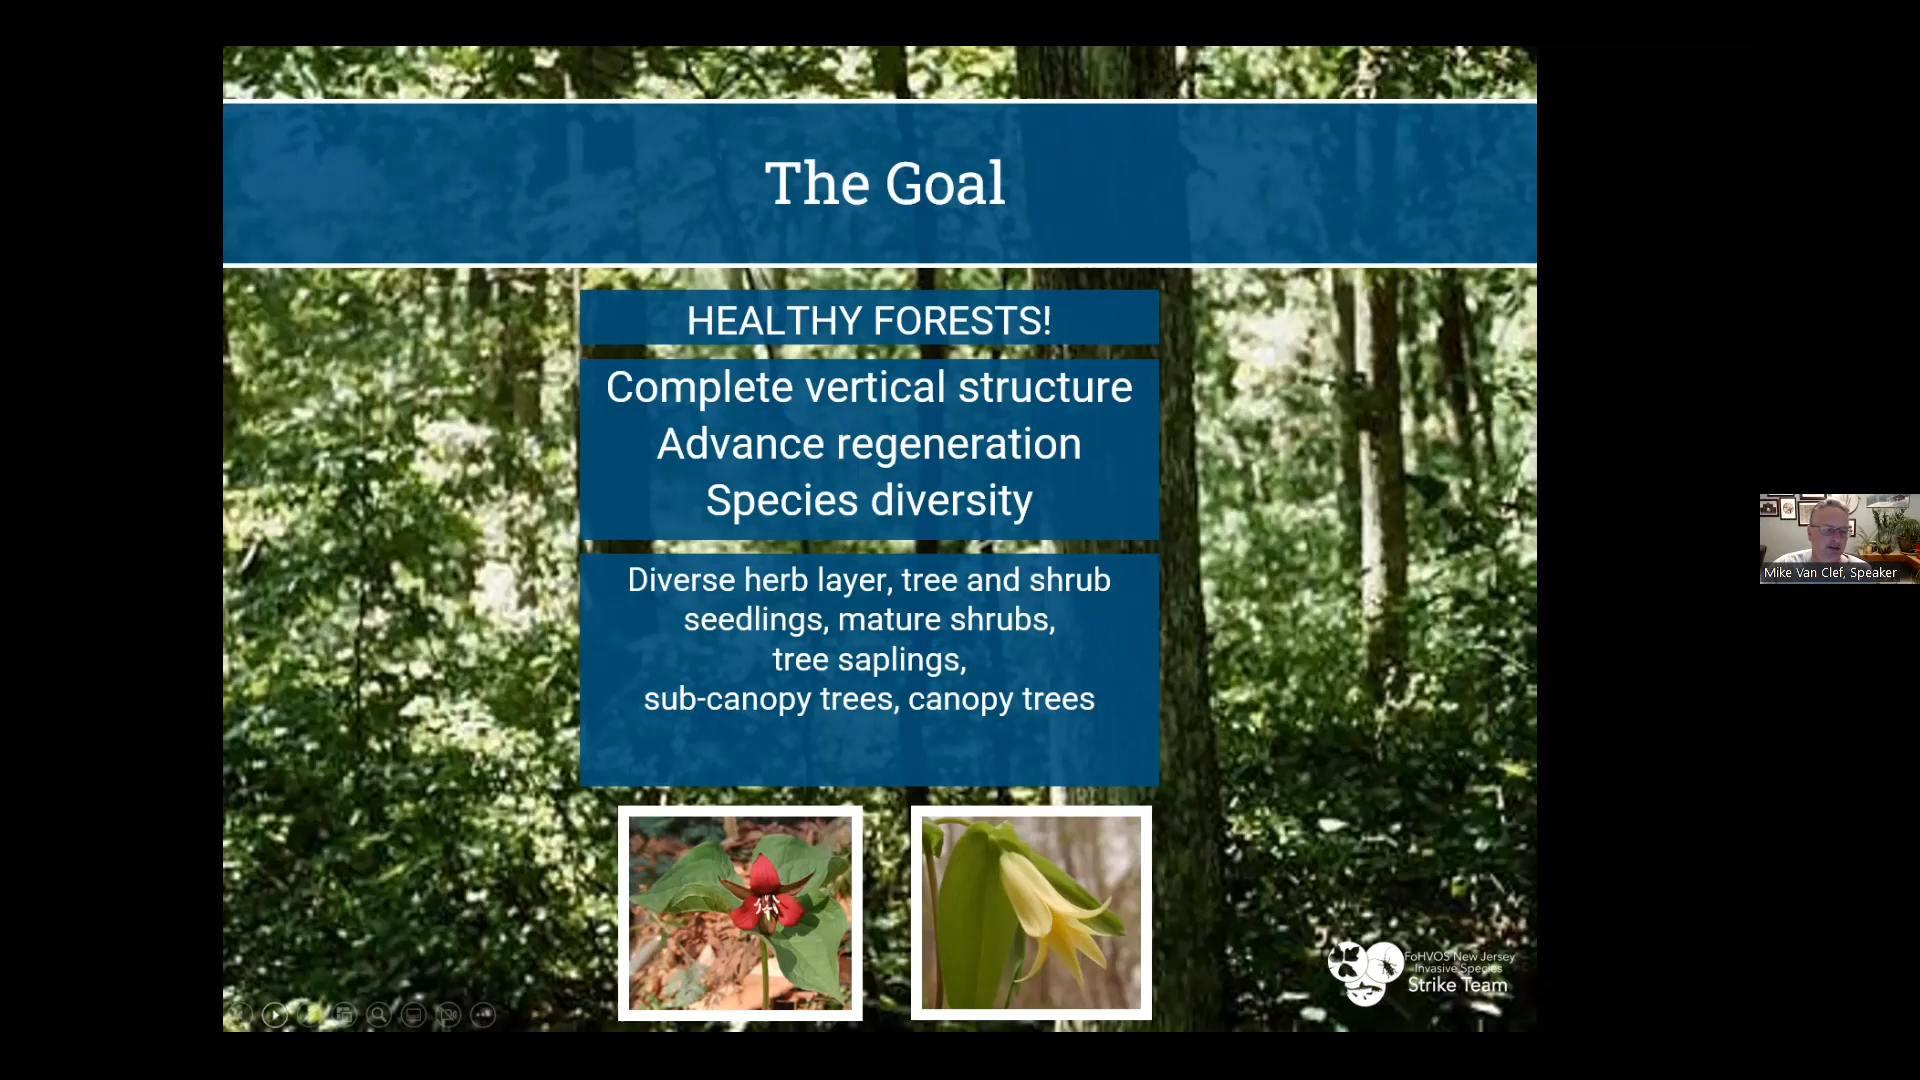 The Goal
HEALTHY FORESTS!
Complete vertical structure
Advance regeneration
Species diversity
Diverse herb layer, tree and shrub
seedlings, mature shrubs,
tree saplings,
sub-canopy trees, canopy trees
FoHVOS New Jersey
Invasive Species
Strike Team
Mike Van Clef, Speaker